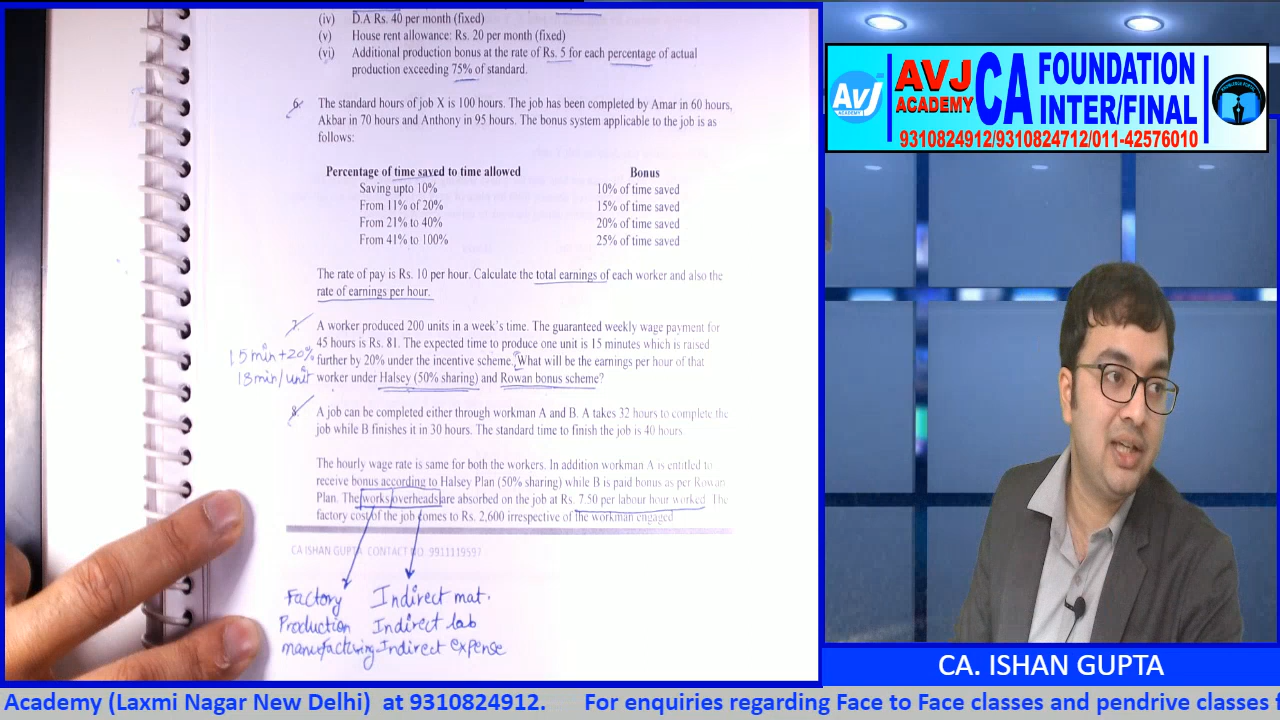 (iv) D.A Rs. 40 per month (fixed)
(v) House rent allowance: Rs. 20 per month (fixed)
(vi) Additional production bonus at the rate of Rs. 5 for each percentage of actual
production exceeding 75% of standard.
6. The standard hours of job X is 100 hours. The job has been completed by Amar in 60 hours,
Akbar in 70 hours and Anthony in 95 hours. The bonus system applicable to the job is as
follows:
Percentage of time saved to time allowed Bonus
Saving upto 10% 10% of time saved
From 11% of 20% 15% of time saved
From 21% to 40% 20% of time saved
From 41% to 100% 25% of time saved
The rate of pay is Rs. 10 per hour. Calculate the total earnings of each worker and also the
rate of earnings per hour.
7. A worker produced 200 units in a week's time. The guaranteed weekly wage payment for
45 hours is Rs. 81. The expected time to produce one unit is 15 minutes which is raised
further by 20% under the incentive scheme. What will be the earnings per hour of that
worker under Halsey (50% sharing) and Rowan bonus scheme?
15 min + 20%
18 min/unit
8. A job can be completed either through workman A and B. A takes 32 hours to complete the
job while B finishes it in 30 hours. The standard time to finish the job is 40 hours.
The hourly wage rate is same for both the workers. In addition workman A is entitled to
receive bonus according to Halsey Plan (50% sharing) while B is paid bonus as per Rowan
Plan. The works overheads are absorbed on the job at Rs. 7.50 per labour hour worked. The
factory cost of the job comes to Rs. 2,600 irrespective of the workman engaged
CA ISHAN GUPTA CONTACT NO: 9911119597
Factory Indirect mat.
Production Indirect lab
manufacturing Indirect expense
AVJ
ACADEMY
AVJ
ACADEMY
CA
FOUNDATION
INTER/FINAL
9310824912/9310824712/011-42576010
CA. ISHAN GUPTA
Academy (Laxmi Nagar New Delhi) at 9310824912. For enquiries regarding Face to Face classes and pendrive classes